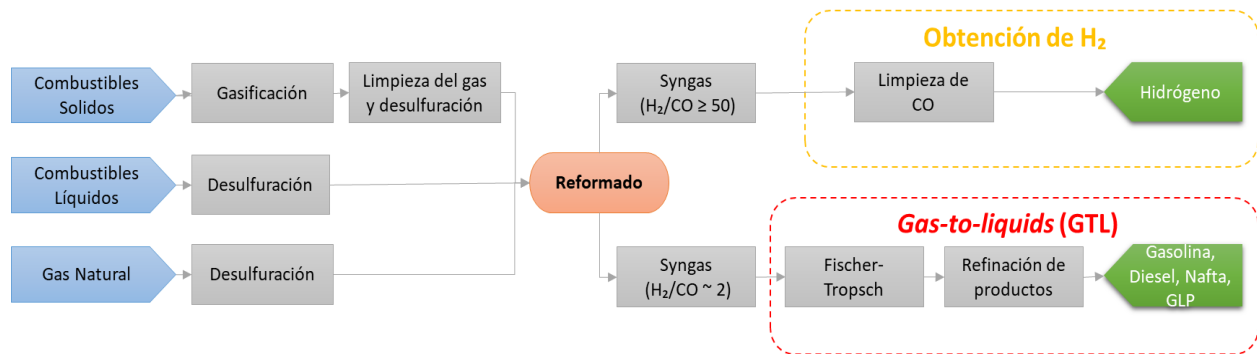 Obtención de H₂
Combustibles
Solidos
Gasificación
Limpieza del gas
y desulfuración
Syngas
(H₂/CO ≥ 50)
Limpieza de
CO
Hidrógeno
Combustibles
Líquidos
Desulfuración
Reformado
Gas-to-liquids (GTL)
Gas Natural
Desulfuración
Syngas
(H₂/CO ~ 2)
Fischer-
Tropsch
Refinación de
productos
Gasolina,
Diesel, Nafta,
GLP